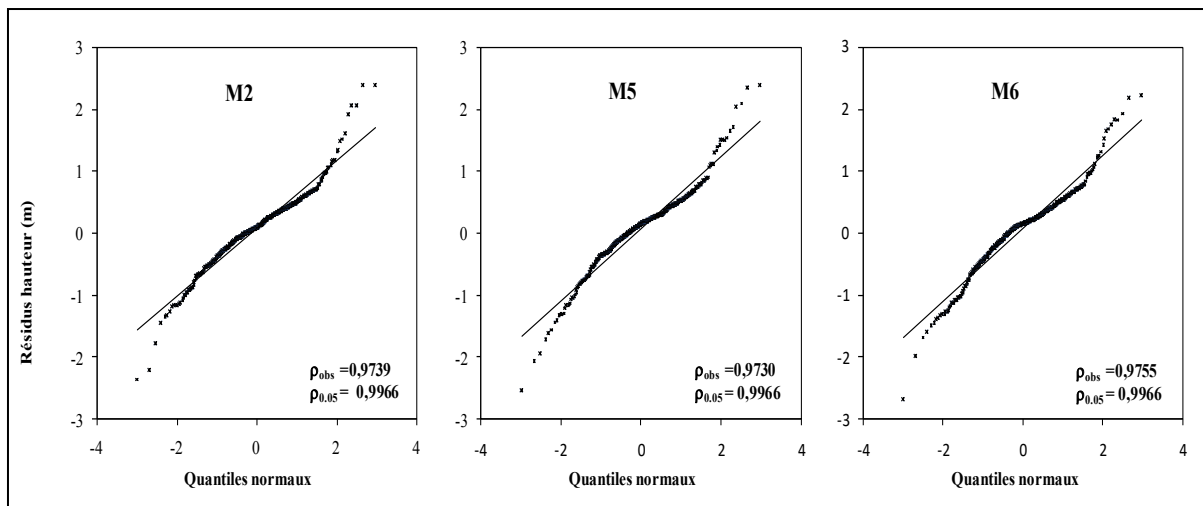 Résidus hauteur (m)
3
2
1
0
-1
-2
-3
-4
-2
0
2
4
M2
ρobs =0,9739
ρ0.05 = 0,9966
Quantiles normaux
3
2
1
0
-1
-2
-3
-4
-2
0
2
4
M5
ρobs =0,9730
ρ0.05 = 0,9966
Quantiles normaux
3
2
1
0
-1
-2
-3
-4
-2
0
2
4
M6
ρobs =0,9755
ρ0.05 = 0,9966
Quantiles normaux